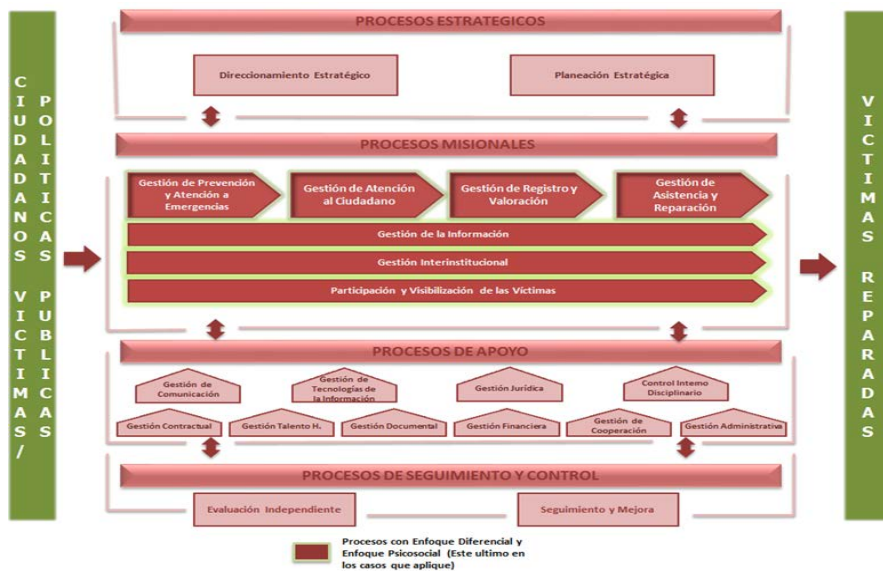 CIUDADANOS VICTIMAS/
POLITICAS PUBLICAS
PROCESOS ESTRATEGICOS
Direccionamiento Estratégico
Planeación Estratégica
PROCESOS MISIONALES
Gestión de Prevención
y Atención a
Emergencias
Gestión de Atención
al Ciudadano
Gestión de Registro y
Valoración
Gestión de
Asistencia y
Reparación
Gestión de la Información
Gestión Interinstitucional
Participación y Visibilización de las Víctimas
PROCESOS DE APOYO
Gestión de
Comunicación
Gestión de
Tecnologías de
la Información
Gestión Jurídica
Control Interno
Disciplinario
Gestión Contractual
Gestión Talento H.
Gestión Documental
Gestión Financiera
Gestión de
Cooperación
Gestión Administrativa
PROCESOS DE SEGUIMIENTO Y CONTROL
Evaluación Independiente
Seguimiento y Mejora
Procesos con Enfoque Diferencial y
Enfoque Psicosocial (Este ultimo en
los casos que aplique)
VICTIMAS REPARADAS